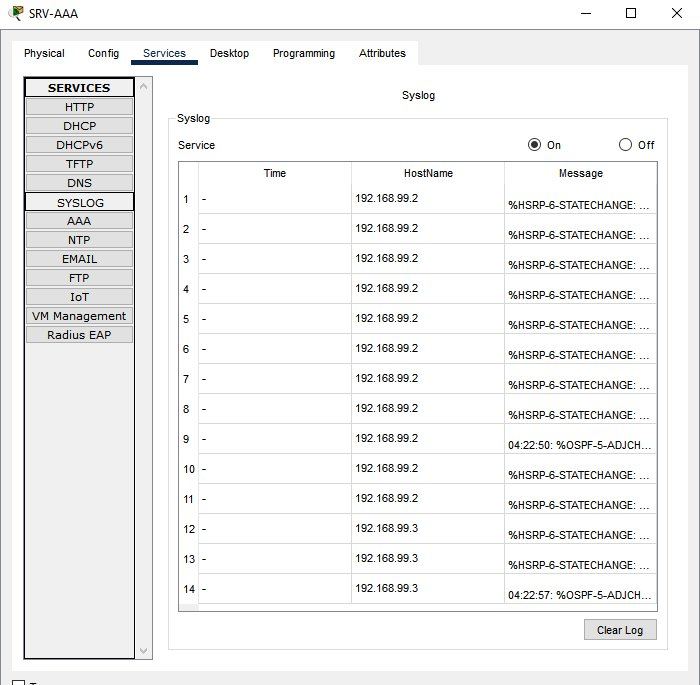 SRV-AAA
Physical Config Services Desktop Programming Attributes
SERVICES
HTTP
DHCP
DHCPv6
TFTP
DNS
SYSLOG
AAA
NTP
EMAIL
FTP
IoT
VM Management
Radius EAP
Syslog
Syslog
Service On Off
Time HostName Message
1 - 192.168.99.2 %HSRP-6-STATECHANGE: ...
2 - 192.168.99.2 %HSRP-6-STATECHANGE: ...
3 - 192.168.99.2 %HSRP-6-STATECHANGE: ...
4 - 192.168.99.2 %HSRP-6-STATECHANGE: ...
5 - 192.168.99.2 %HSRP-6-STATECHANGE: ...
6 - 192.168.99.2 %HSRP-6-STATECHANGE: ...
7 - 192.168.99.2 %HSRP-6-STATECHANGE: ...
8 - 192.168.99.2 %HSRP-6-STATECHANGE: ...
9 - 192.168.99.2 04:22:50: %OSPF-5-ADJCH...
10 - 192.168.99.2 %HSRP-6-STATECHANGE: ...
11 - 192.168.99.2 %HSRP-6-STATECHANGE: ...
12 - 192.168.99.3 %HSRP-6-STATECHANGE: ...
13 - 192.168.99.3 %HSRP-6-STATECHANGE: ...
14 - 192.168.99.3 04:22:57: %OSPF-5-ADJCH...
Clear Log